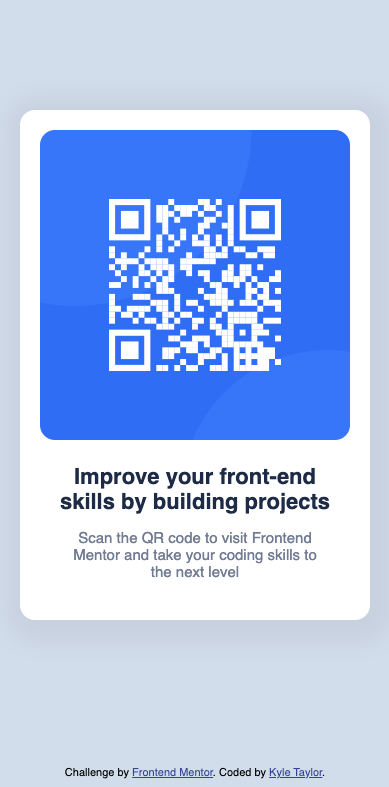 Improve your front-end
skills by building projects
Scan the QR code to visit Frontend
Mentor and take your coding skills to
the next level
Challenge by Frontend Mentor. Coded by Kyle Taylor.